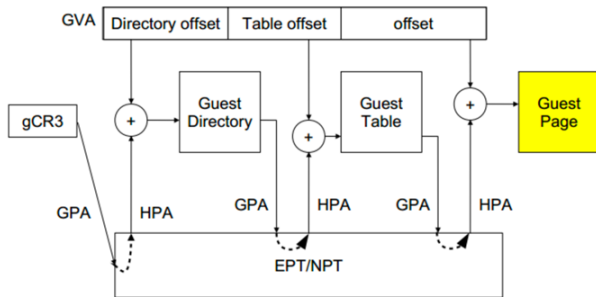 GVA
Directory offset
Table offset
offset
gCR3
+
Guest
Directory
+
Guest
Table
+
Guest
Page
GPA
HPA
GPA
HPA
GPA
HPA
EPT/NPT